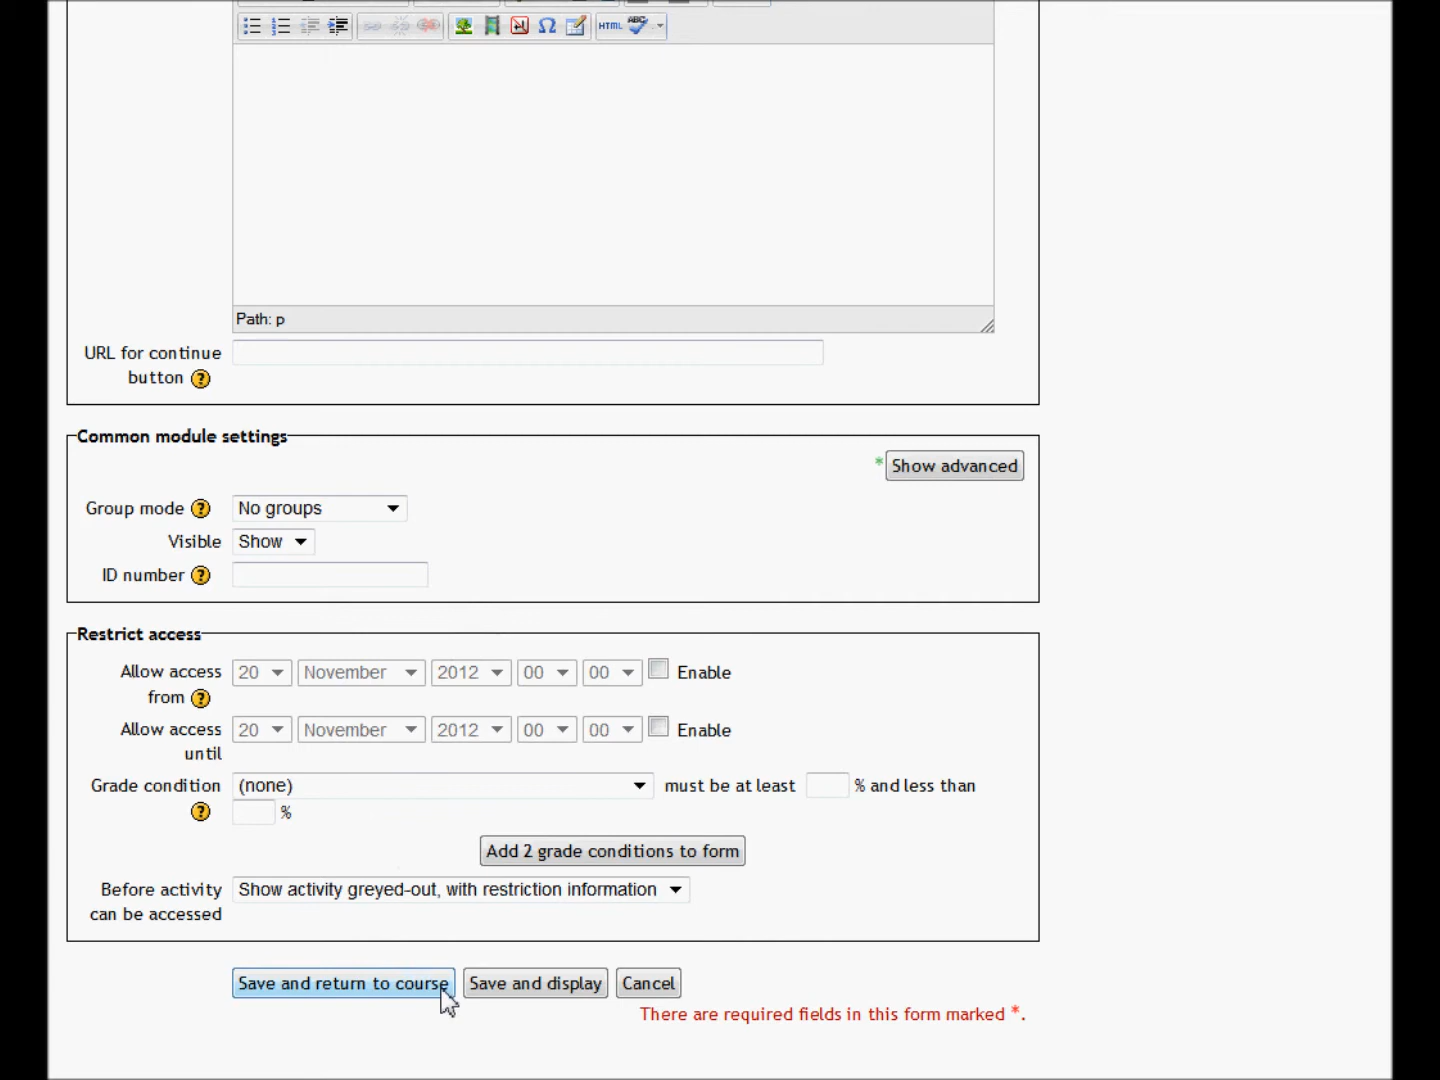 HTML ABC
Path: p
URL for continue
button ?
Common module settings
* Show advanced
Group mode ? No groups
Visible Show
ID number ?
Restrict access
Allow access 20 November 2012 00 00 Enable
from ?
Allow access 20 November 2012 00 00 Enable
until
Grade condition (none) must be at least % and less than
? %
Add 2 grade conditions to form
Before activity Show activity greyed-out, with restriction information
can be accessed
Save and return to course Save and display Cancel
There are required fields in this form marked *.